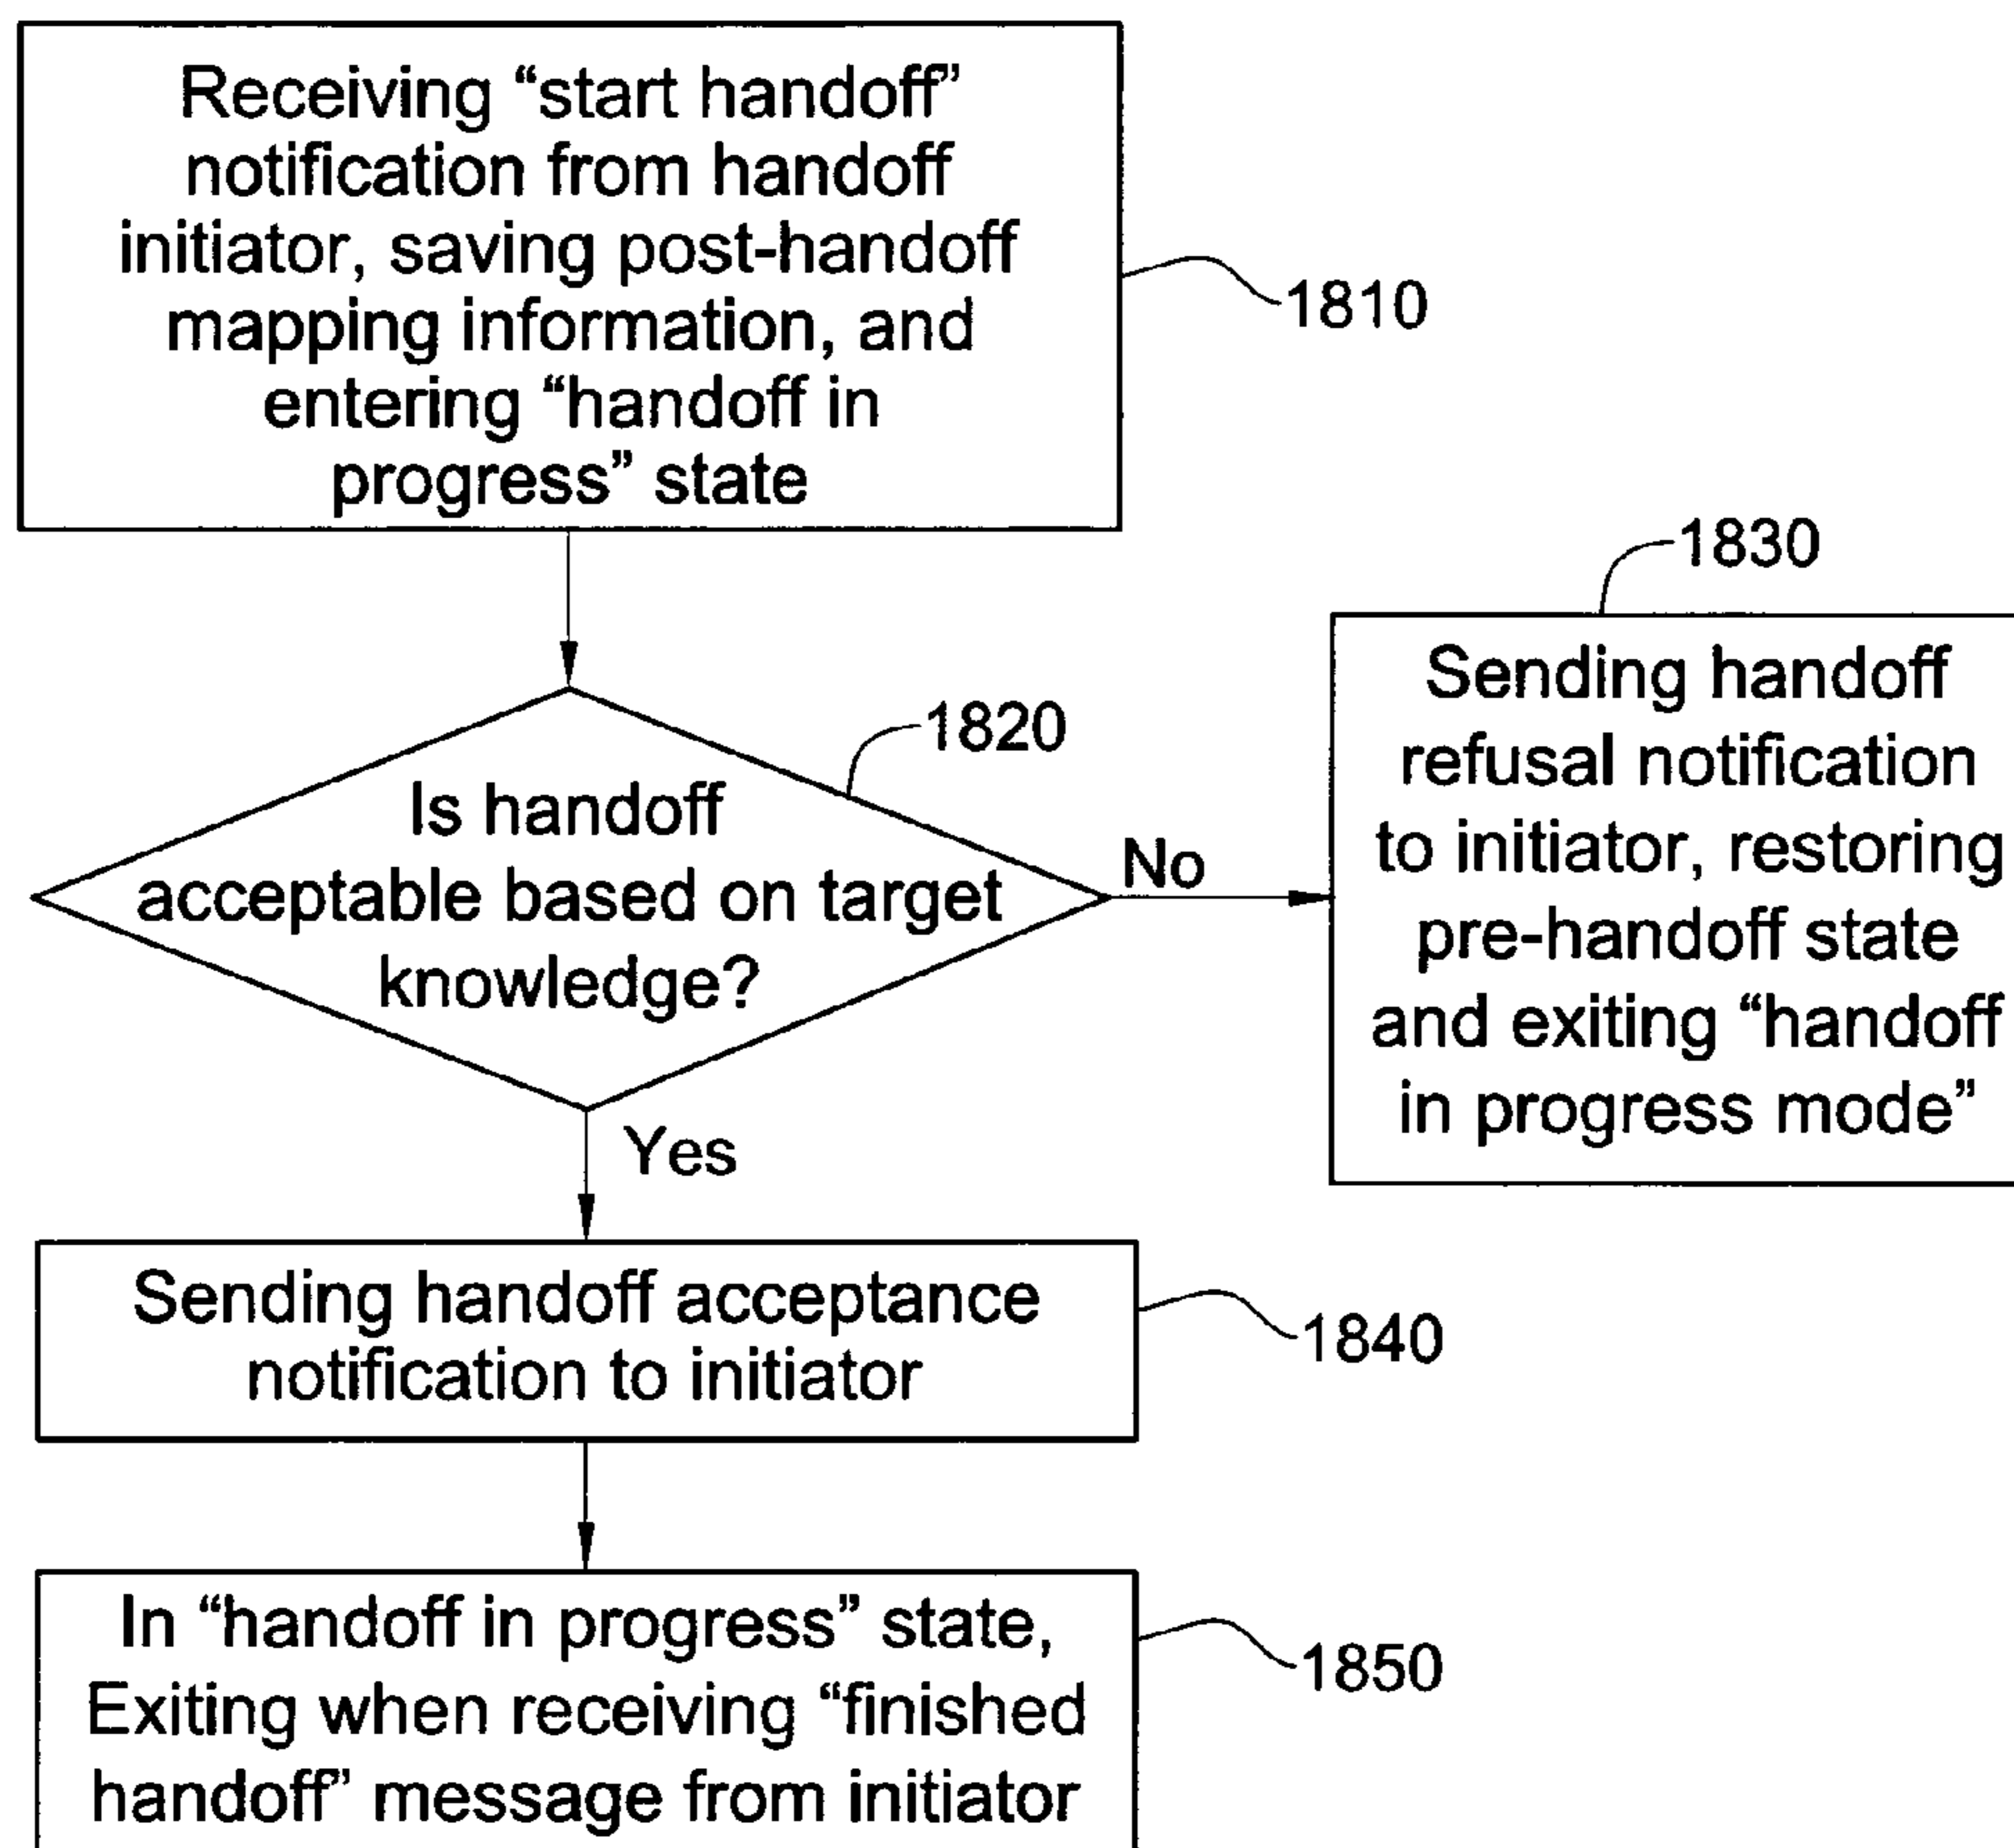 Receiving “start handoff”
notification from handoff
initiator, saving post-handoff
mapping information, and
entering “handoff in
progress” state
1810
1830
Sending handoff
refusal notification
to initiator, restoring
pre-handoff state
and exiting “handoff
in progress mode”
1820
Is handoff
acceptable based on target
knowledge?
No
Yes
Sending handoff acceptance
notification to initiator
1840
In “handoff in progress” state,
Exiting when receiving “finished
handoff” message from initiator
1850